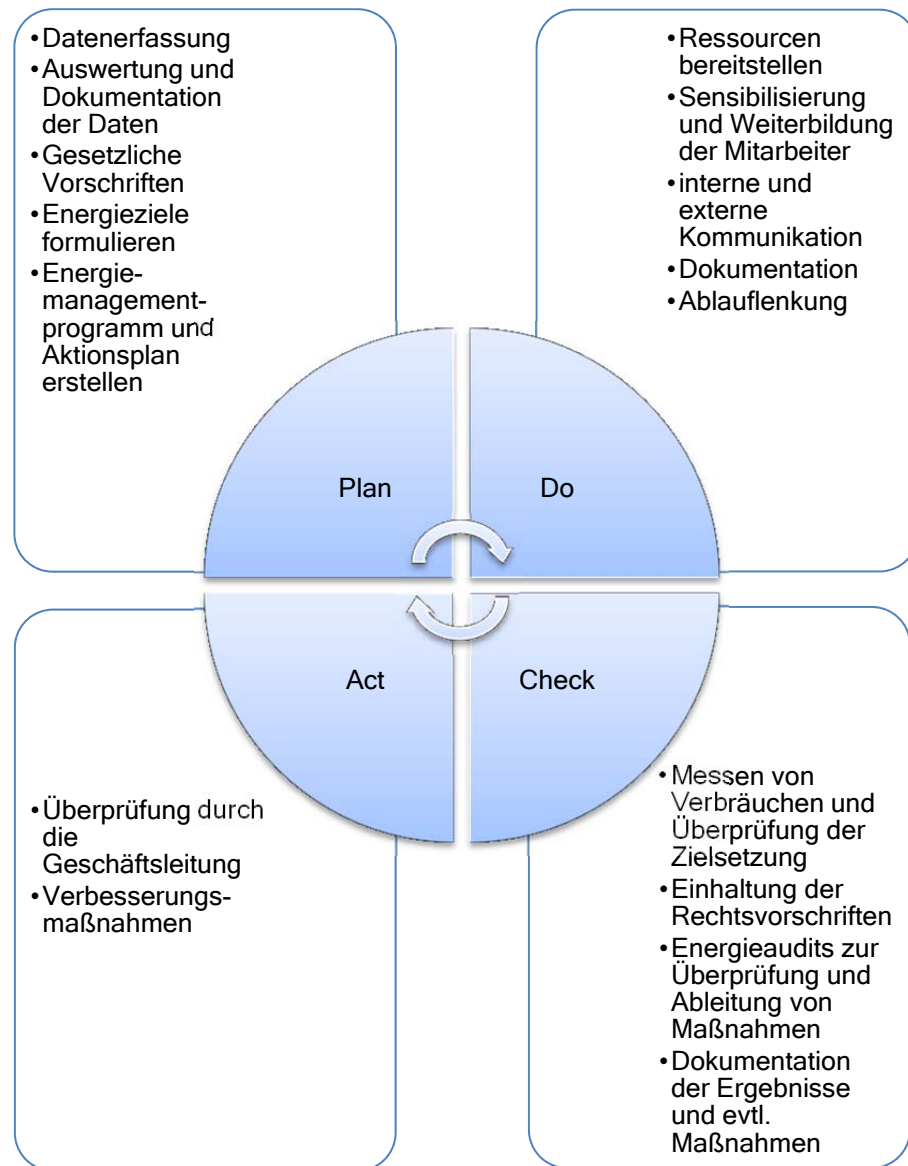 •Datenerfassung
•Auswertung und
Dokumentation
der Daten
•Gesetzliche
Vorschriften
•Energieziele
formulieren
•Energie-
management-
programm und
Aktionsplan
erstellen
•Ressourcen
bereitstellen
•Sensibilisierung
und Weiterbildung
der Mitarbeiter
•interne und
externe
Kommunikation
•Dokumentation
•Ablauflenkung
Plan
Do
Act
Check
•Überprüfung durch
die
Geschäftsleitung
•Verbesserungs-
maßnahmen
•Messen von
Verbräuchen und
Überprüfung der
Zielsetzung
•Einhaltung der
Rechtsvorschriften
•Energieaudits zur
Überprüfung und
Ableitung von
Maßnahmen
•Dokumentation
der Ergebnisse
und evtl.
Maßnahmen